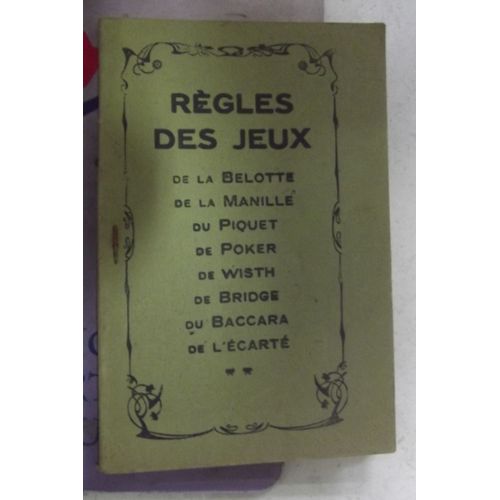 RÈGLES
DES JEUX
DE LA BELOTTE
DE LA MANILLE
DU PIQUET
DE POKER
DE WISTH
DE BRIDGE
DU BACCARA
DE L'ÉCARTÉ